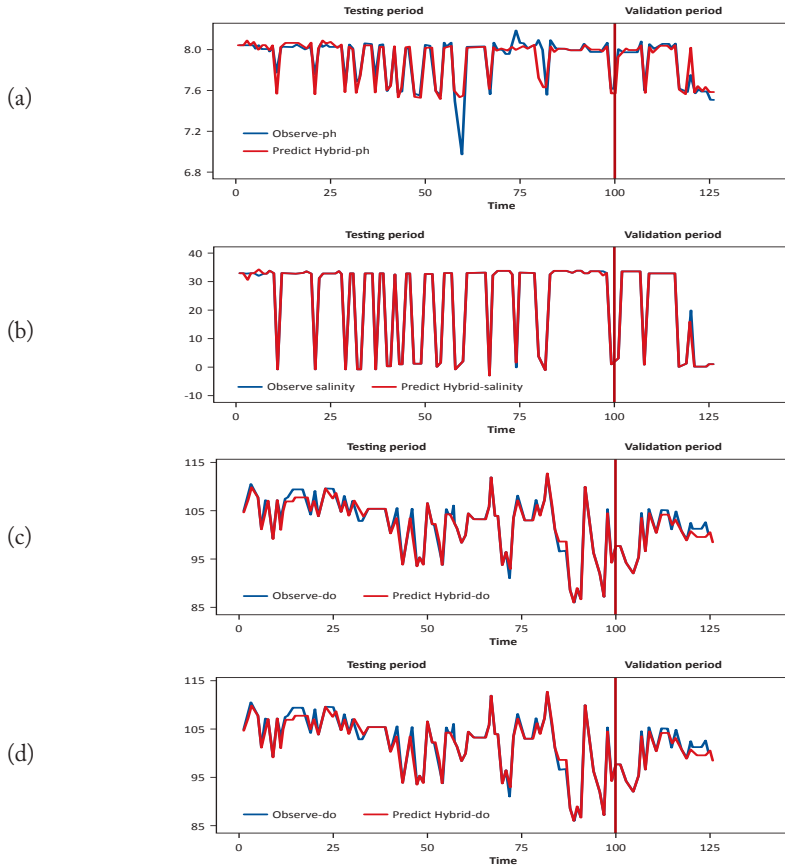 (a)
Testing period Validation period
8.0
7.6
7.2
6.8
Observe-ph
Predict Hybrid-ph
0 25 50 75 100 125
Time
(b)
Testing period Validation period
40
30
20
10
0
-10
Observe salinity Predict Hybrid-salinity
0 25 50 75 100 125
Time
(c)
Testing period Validation period
115
105
95
85
Observe-do Predict Hybrid-do
0 25 50 75 100 125
Time
(d)
Testing period Validation period
115
105
95
85
Observe-do Predict Hybrid-do
0 25 50 75 100 125
Time